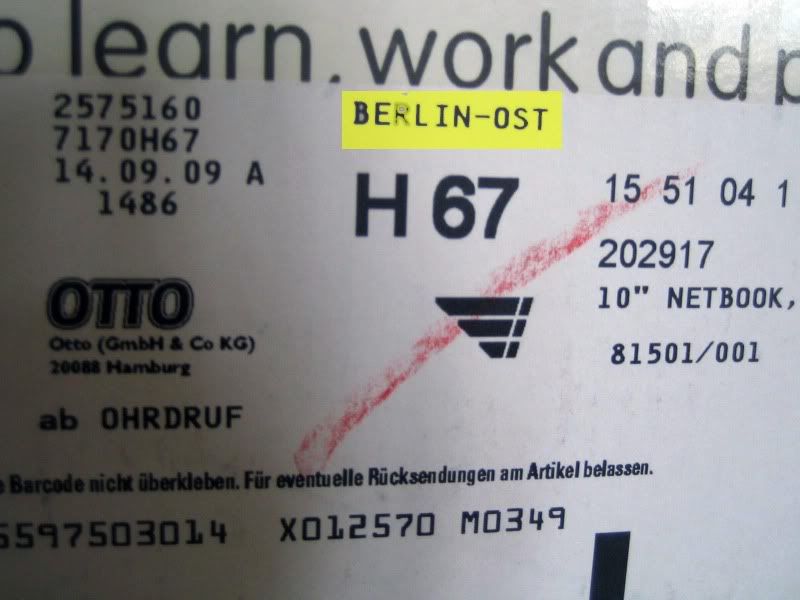 learn, work and
2575160
7170H67
14.09.09 A
1486
BERLIN-OST
H 67
15 51 04 1
202917
10" NETBOOK,
81501/001
OTTO
Otto (GmbH & Co KG)
20088 Hamburg
ab OHRDRUF
Barcode nicht überkleben. Für eventuelle Rücksendungen am Artikel belassen.
5597503014 X012570 M0349